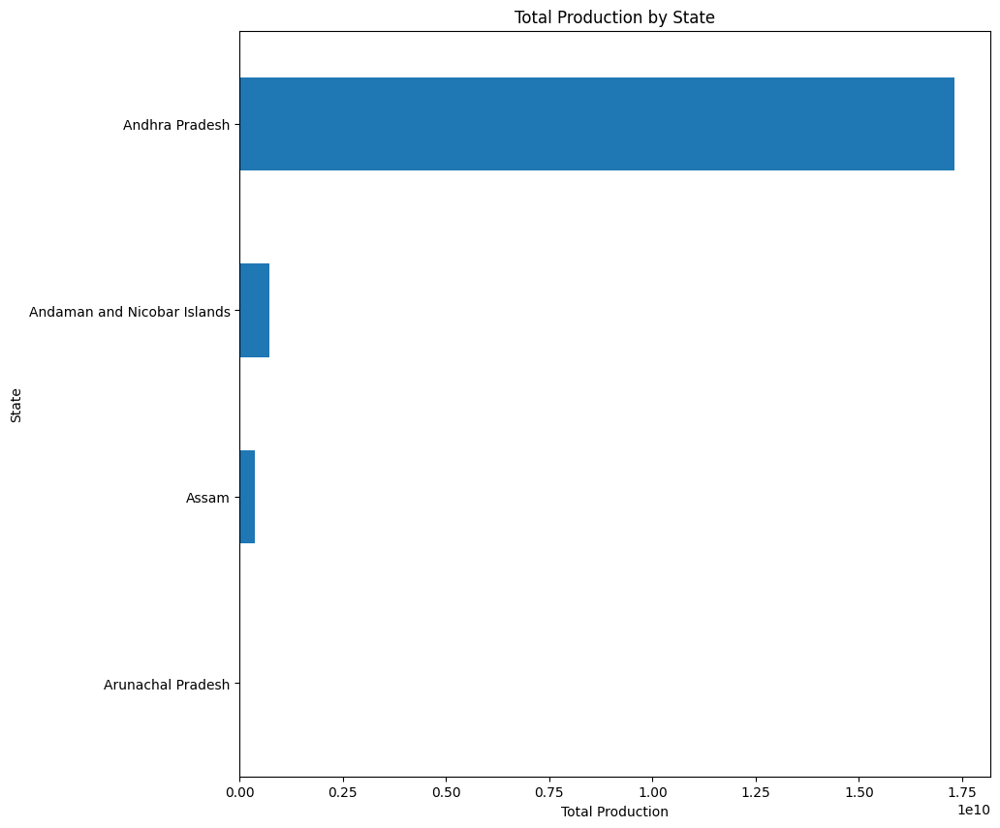 Total Production by State
Andhra Pradesh
Andaman and Nicobar Islands
State
Assam
Arunachal Pradesh
0.00 0.25 0.50 0.75 1.00 1.25 1.50 1.75
Total Production
1e10